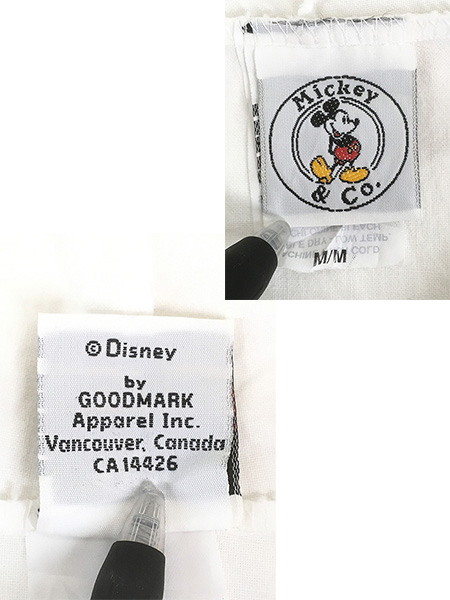 Mickey
& Co.
M/M
© Disney
by
GOODMARK
Apparel Inc.
Vancouver, Canada
CA14426